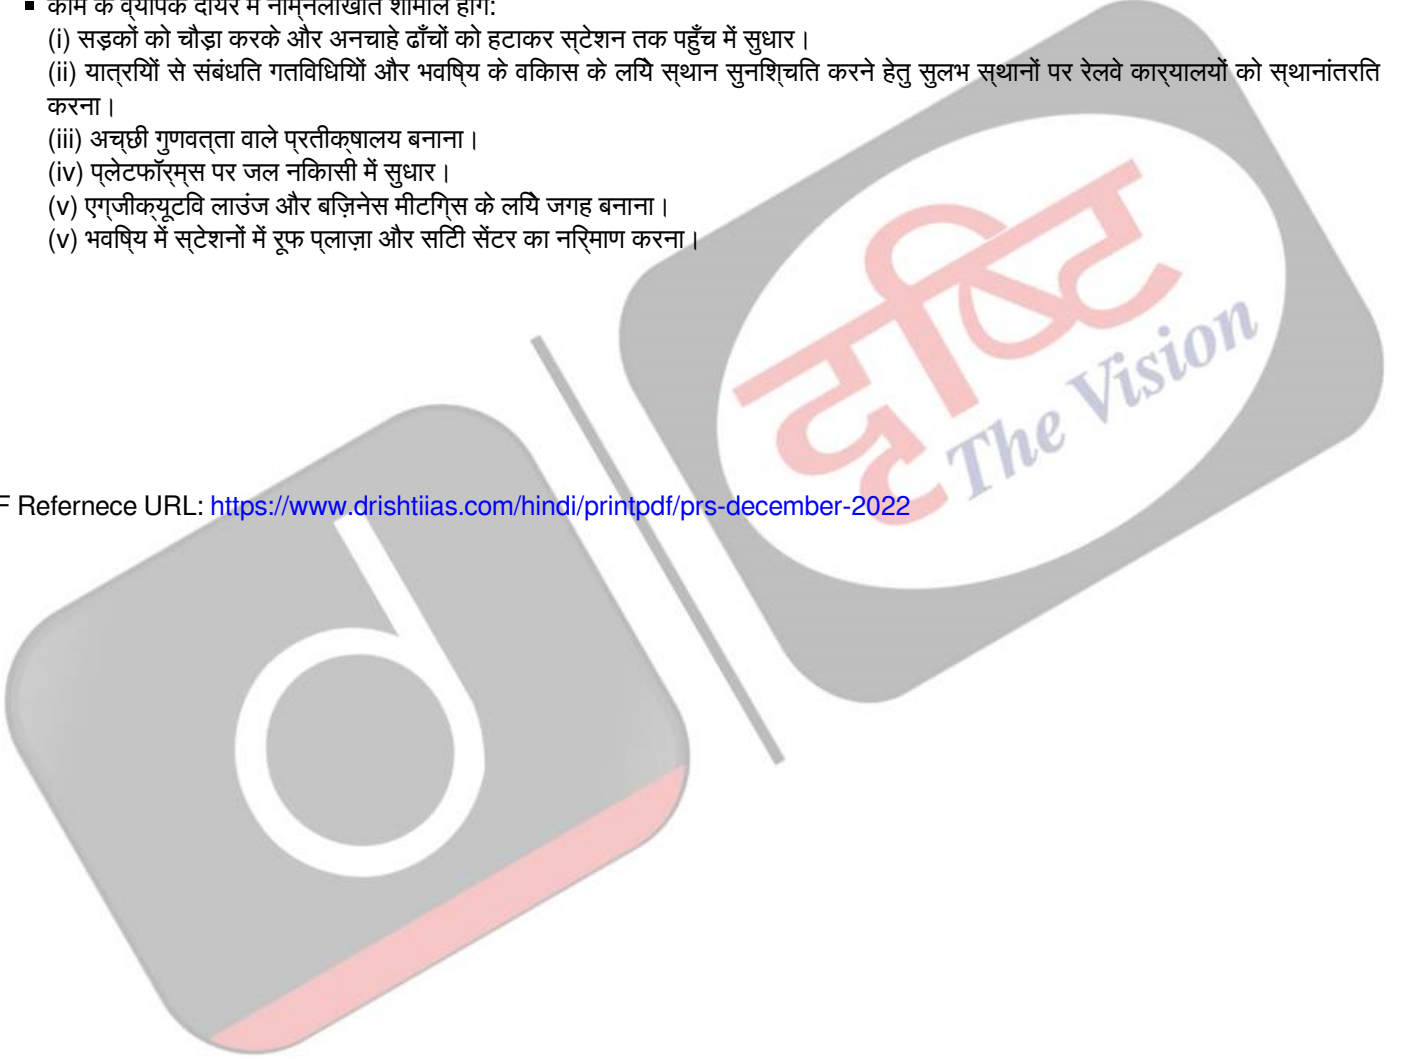 ▪ काम के व्यापक दायरे में निम्नलिखित शामिल होंगे:
(i) सड़कों को चौड़ा करके और अनचाहे ढाँचों को हटाकर स्टेशन तक पहुँच में सुधार।
(ii) यात्रियों से संबंधित गतिविधियों और भविष्य के विकास के लिये स्थान सुनिश्चित करने हेतु सुलभ स्थानों पर रेलवे कार्यालयों को स्थानांतरित
करना।
(iii) अच्छी गुणवत्ता वाले प्रतीक्षालय बनाना।
(iv) प्लेटफॉर्म्स पर जल निकासी में सुधार।
(v) एग्जीक्यूटिव लाउंज और बिज़नेस मीटिंग्स के लिये जगह बनाना।
(v) भविष्य में स्टेशनों में रूफ प्लाज़ा और सिटी सेंटर का निर्माण करना।
दृष्टि
The Vision
F Refernece URL: https://www.drishtiias.com/hindi/printpdf/prs-december-2022
d